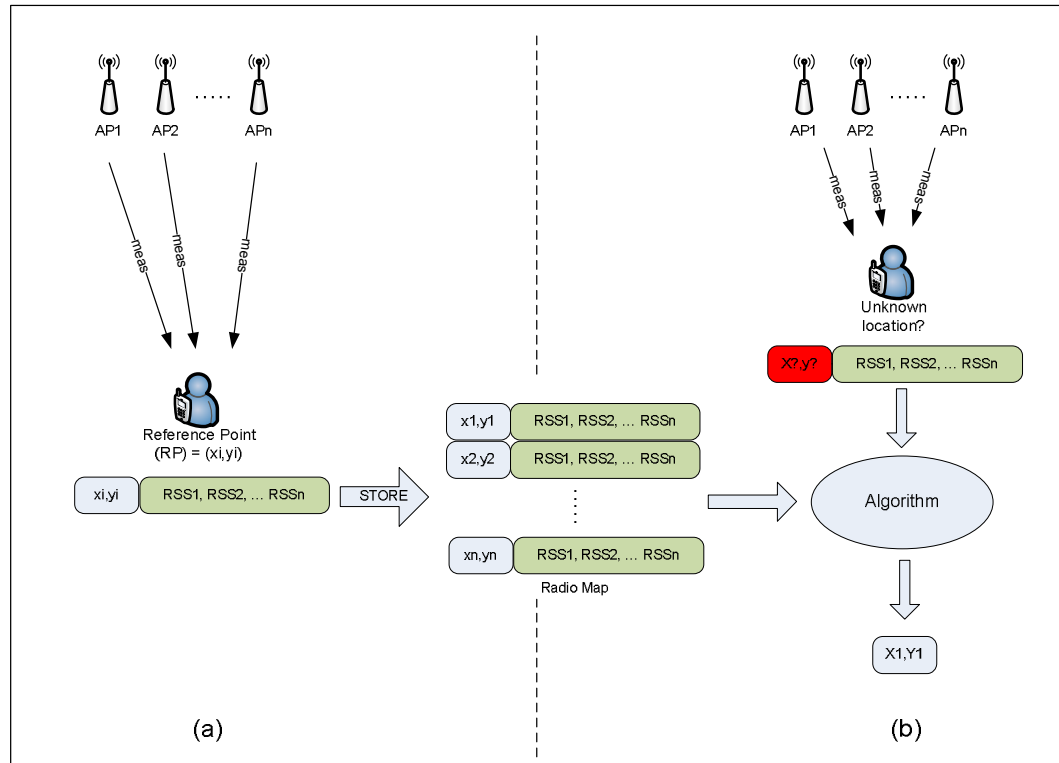 AP1
AP2
.....
APn
meas
meas
meas
Reference Point
(RP) = (xi,yi)
xi,yi
RSS1, RSS2, ... RSSn
STORE
x1,y1
RSS1, RSS2, ... RSSn
x2,y2
RSS1, RSS2, ... RSSn
xn,yn
RSS1, RSS2, ... RSSn
Radio Map
(a)
AP1
AP2
.....
APn
meas
meas
meas
Unknown
location?
X?,y?
RSS1, RSS2, ... RSSn
Algorithm
X1,Y1
(b)